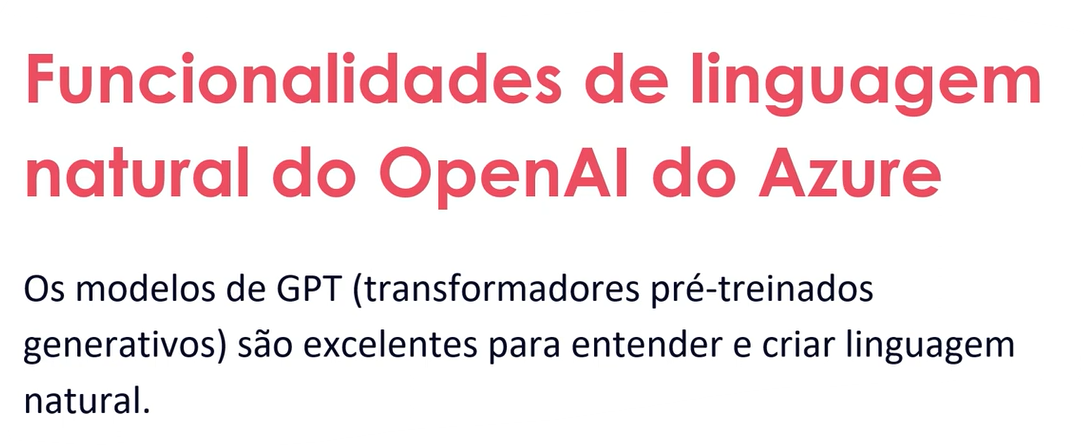 Funcionalidades de linguagem
natural do OpenAI do Azure
Os modelos de GPT (transformadores pré-treinados
generativos) são excelentes para entender e criar linguagem
natural.